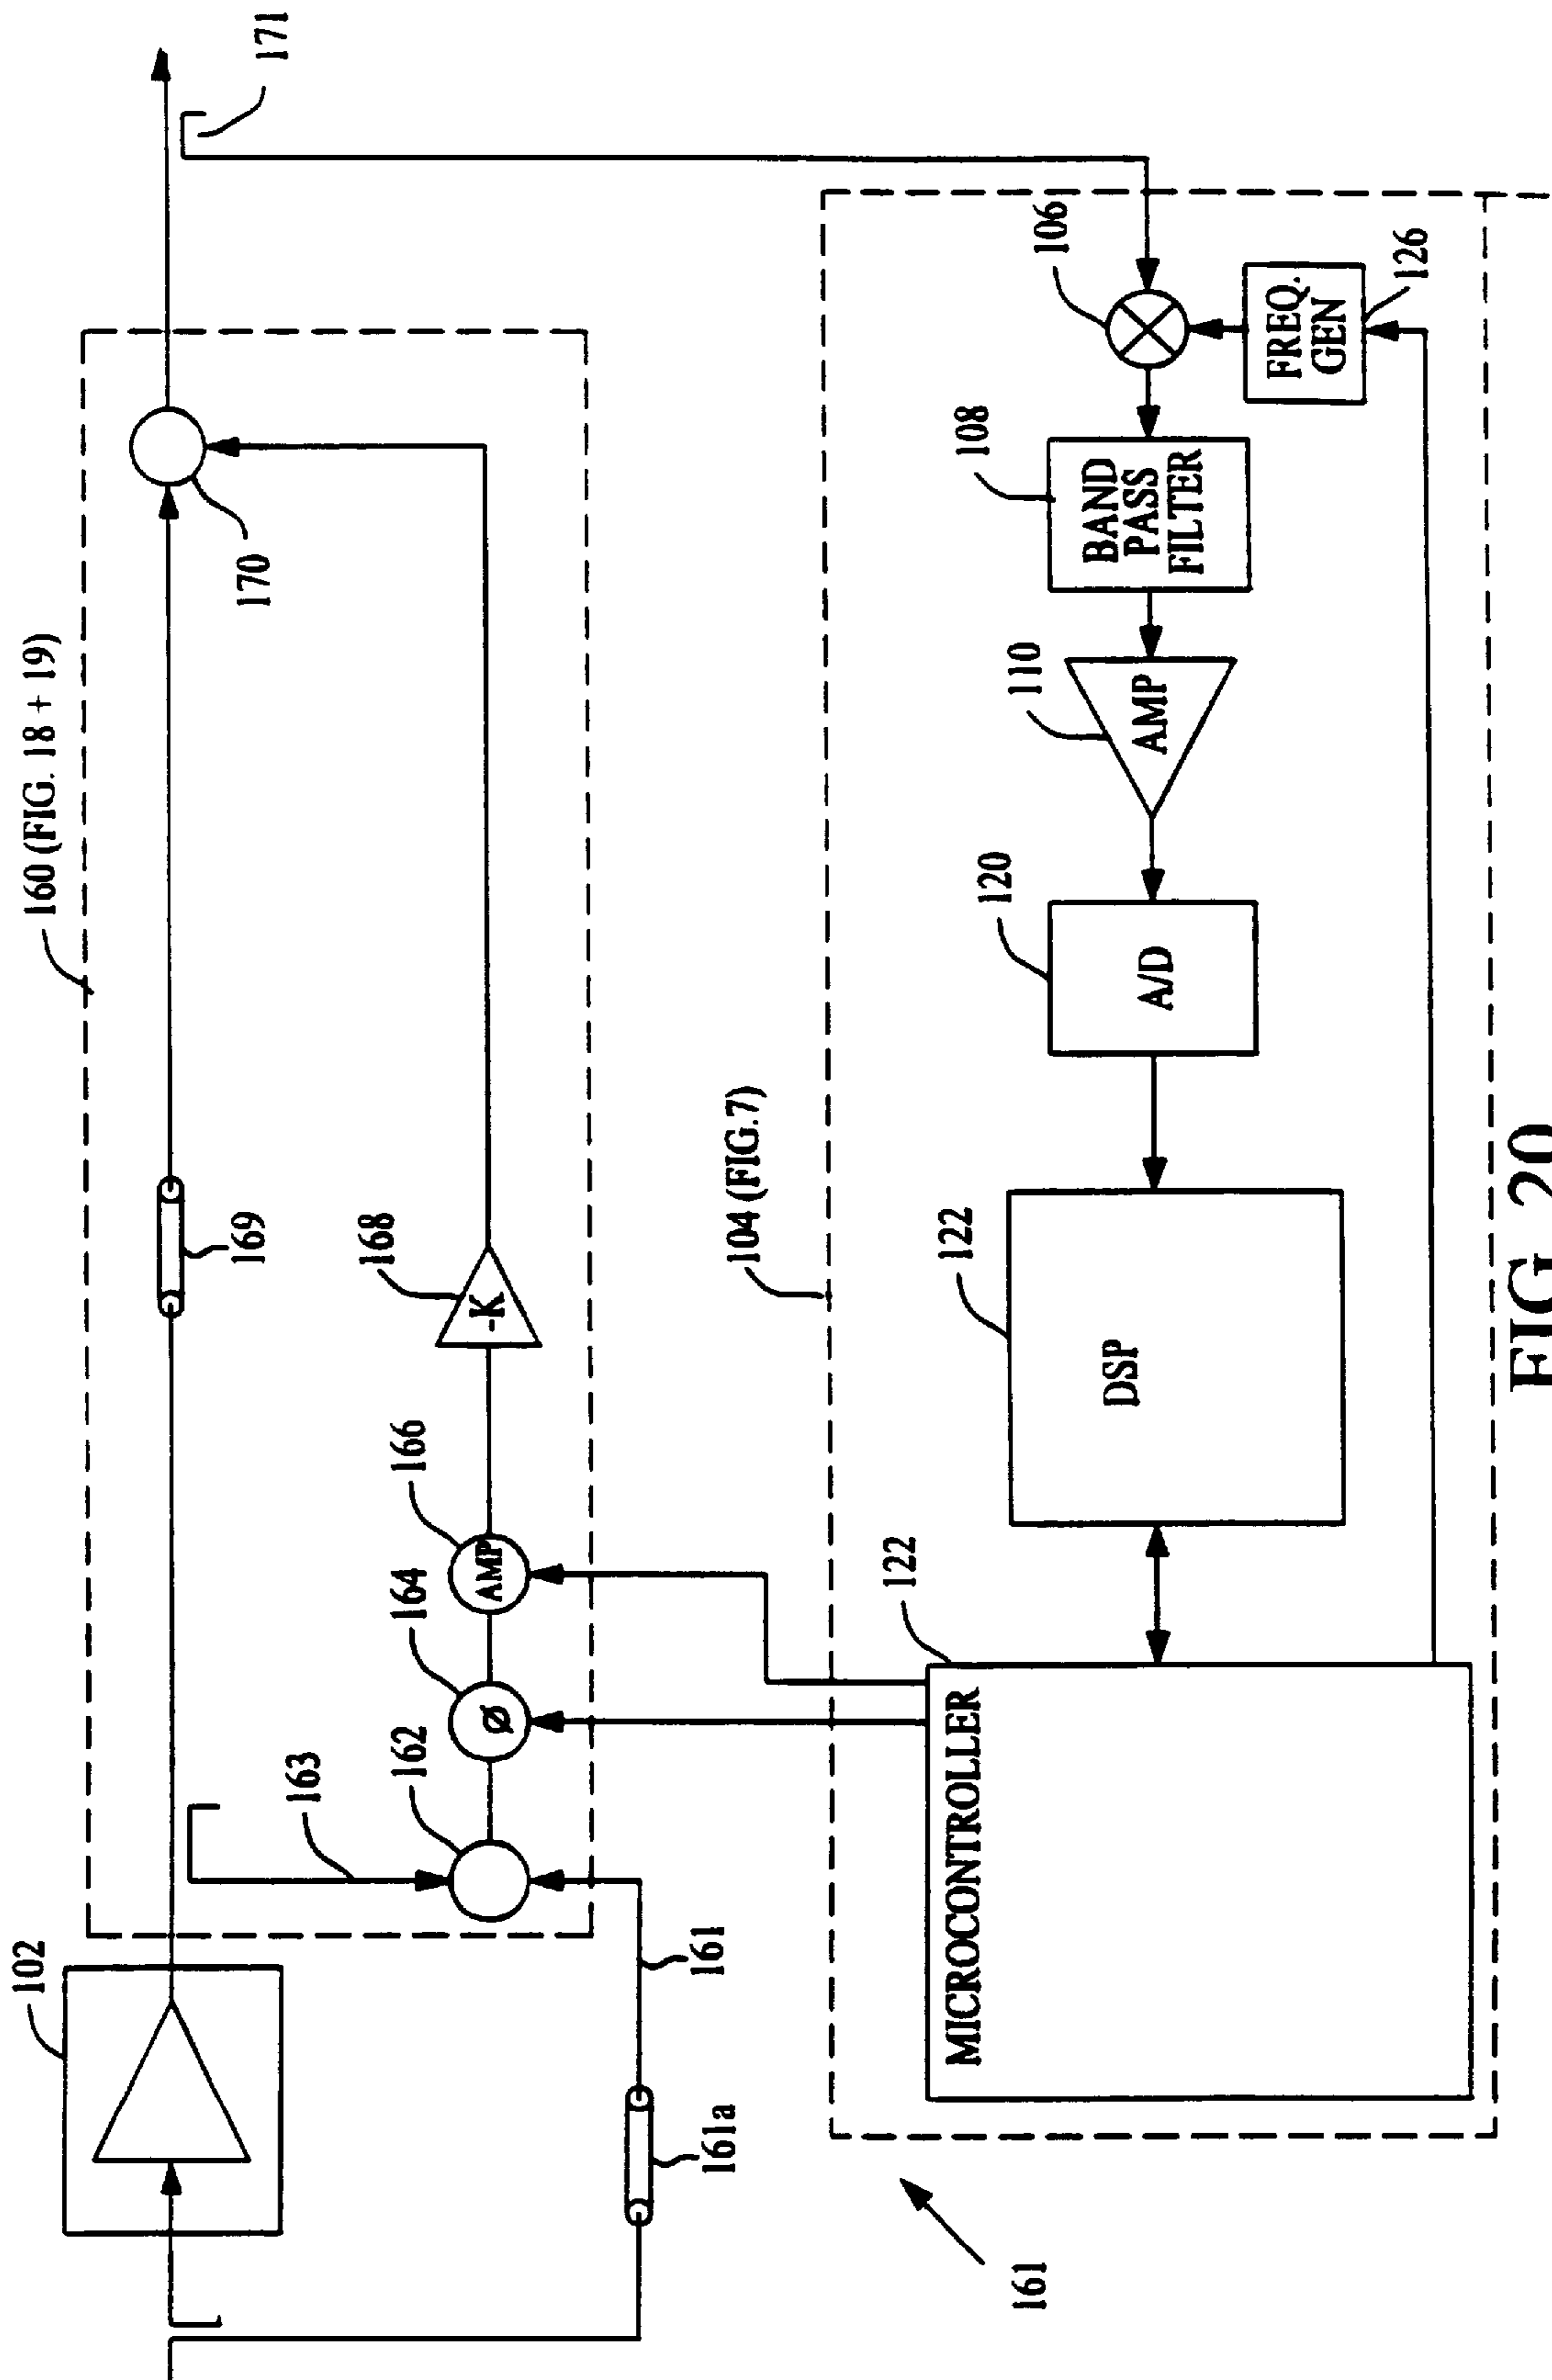 102
160 (FIG. 18 + 19)
171
163
162
164
166
168
169
170
AMP
Ø
-K
161
161a
104 (FIG.7)
122
MICROCONTROLLER
122
DSP
120
A/D
110
AMP
108
BAND
PASS
FILTER
106
FREQ.
GEN
126
161
FIG. 20